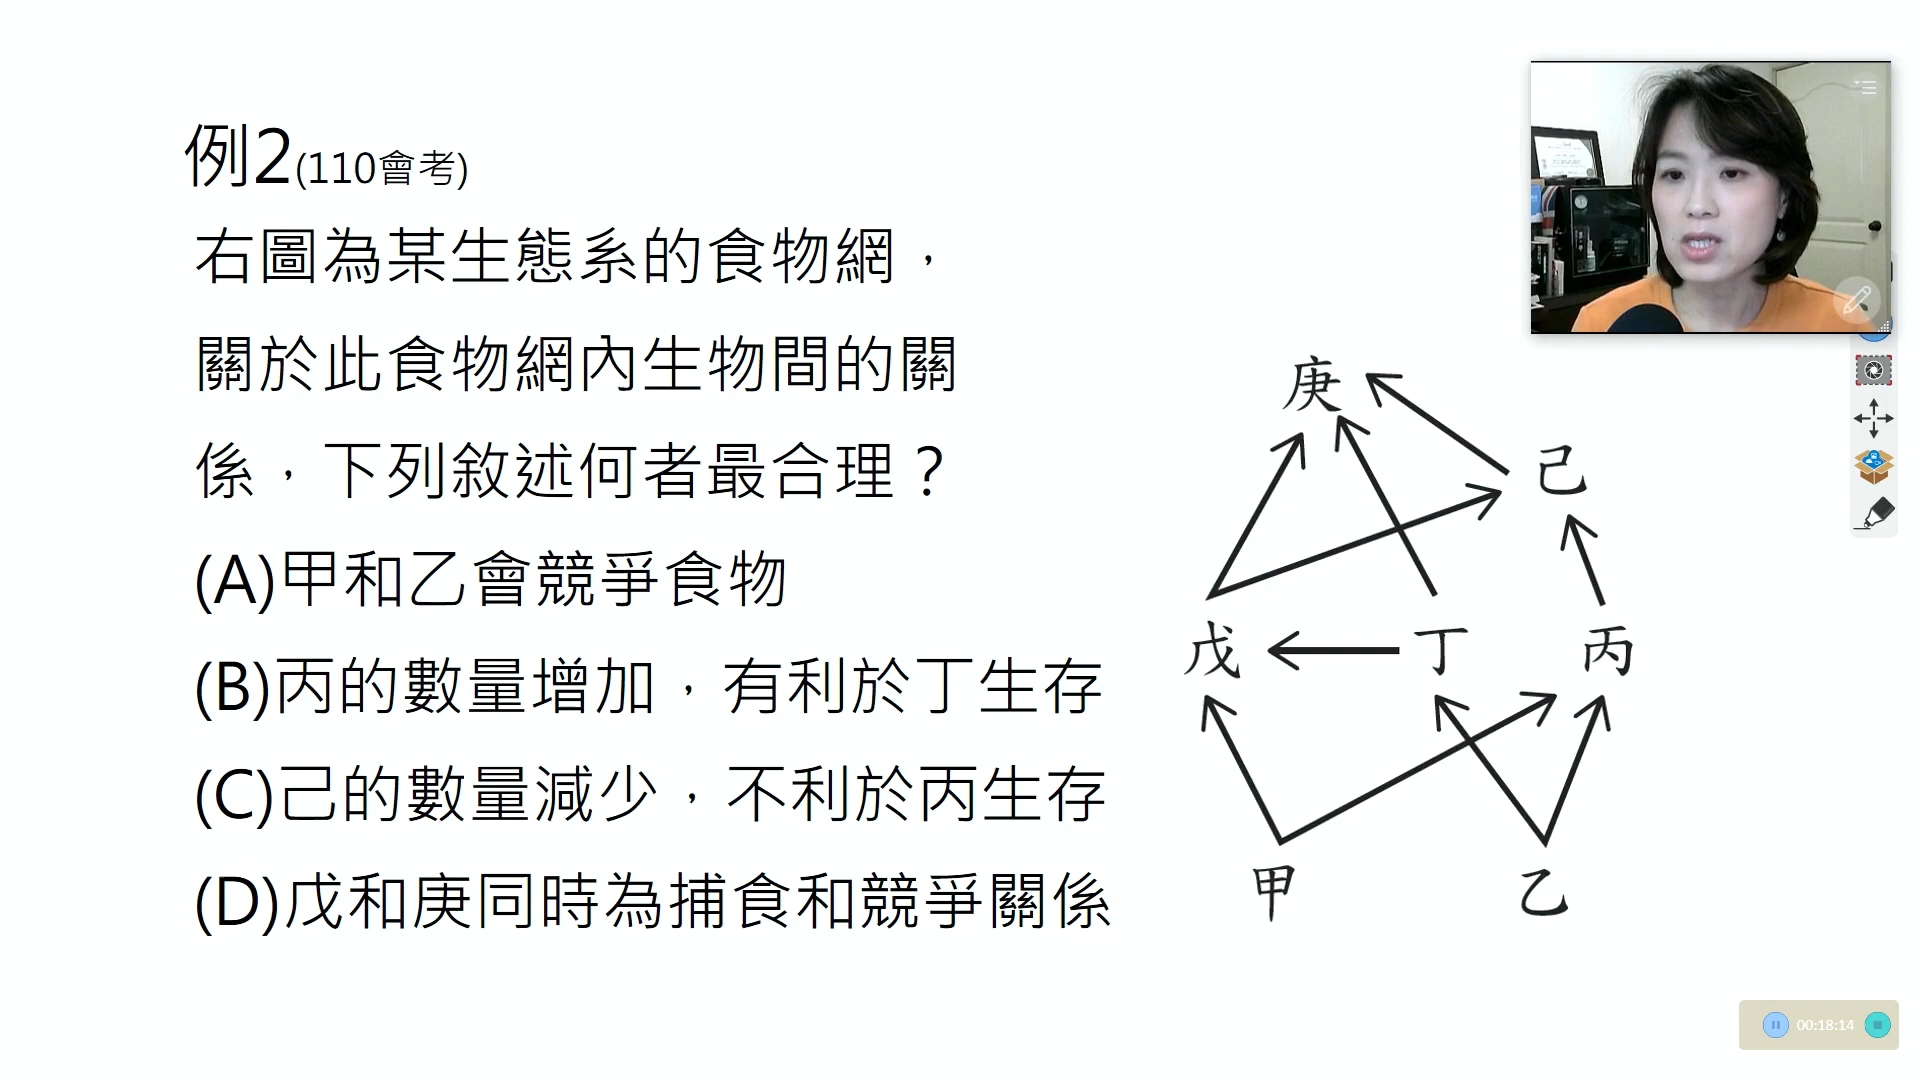 例2(110會考)
右圖為某生態系的食物網，
關於此食物網內生物間的關
係，下列敘述何者最合理？
(A)甲和乙會競爭食物
(B)丙的數量增加，有利於丁生存
(C)己的數量減少，不利於丙生存
(D)戊和庚同時為捕食和競爭關係
庚
己
戊 丁 丙
甲 乙
00:18:14